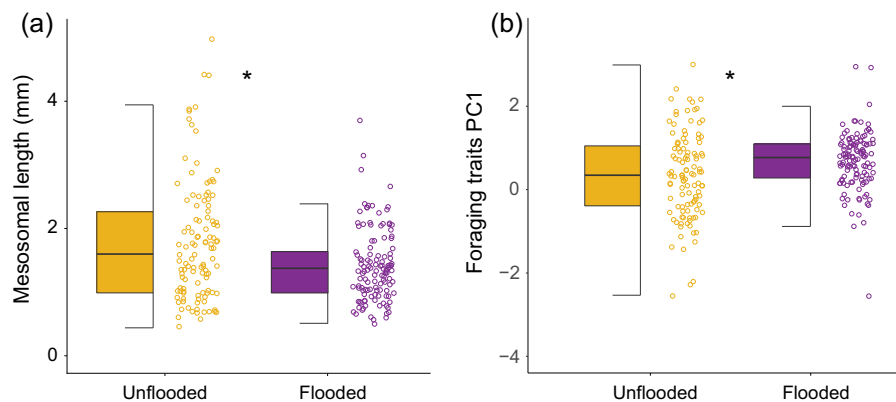 (a)
Mesosomal length (mm)
4
2
0
*
Unflooded
Flooded
(b)
Foraging traits PC1
2
0
−2
−4
*
Unflooded
Flooded